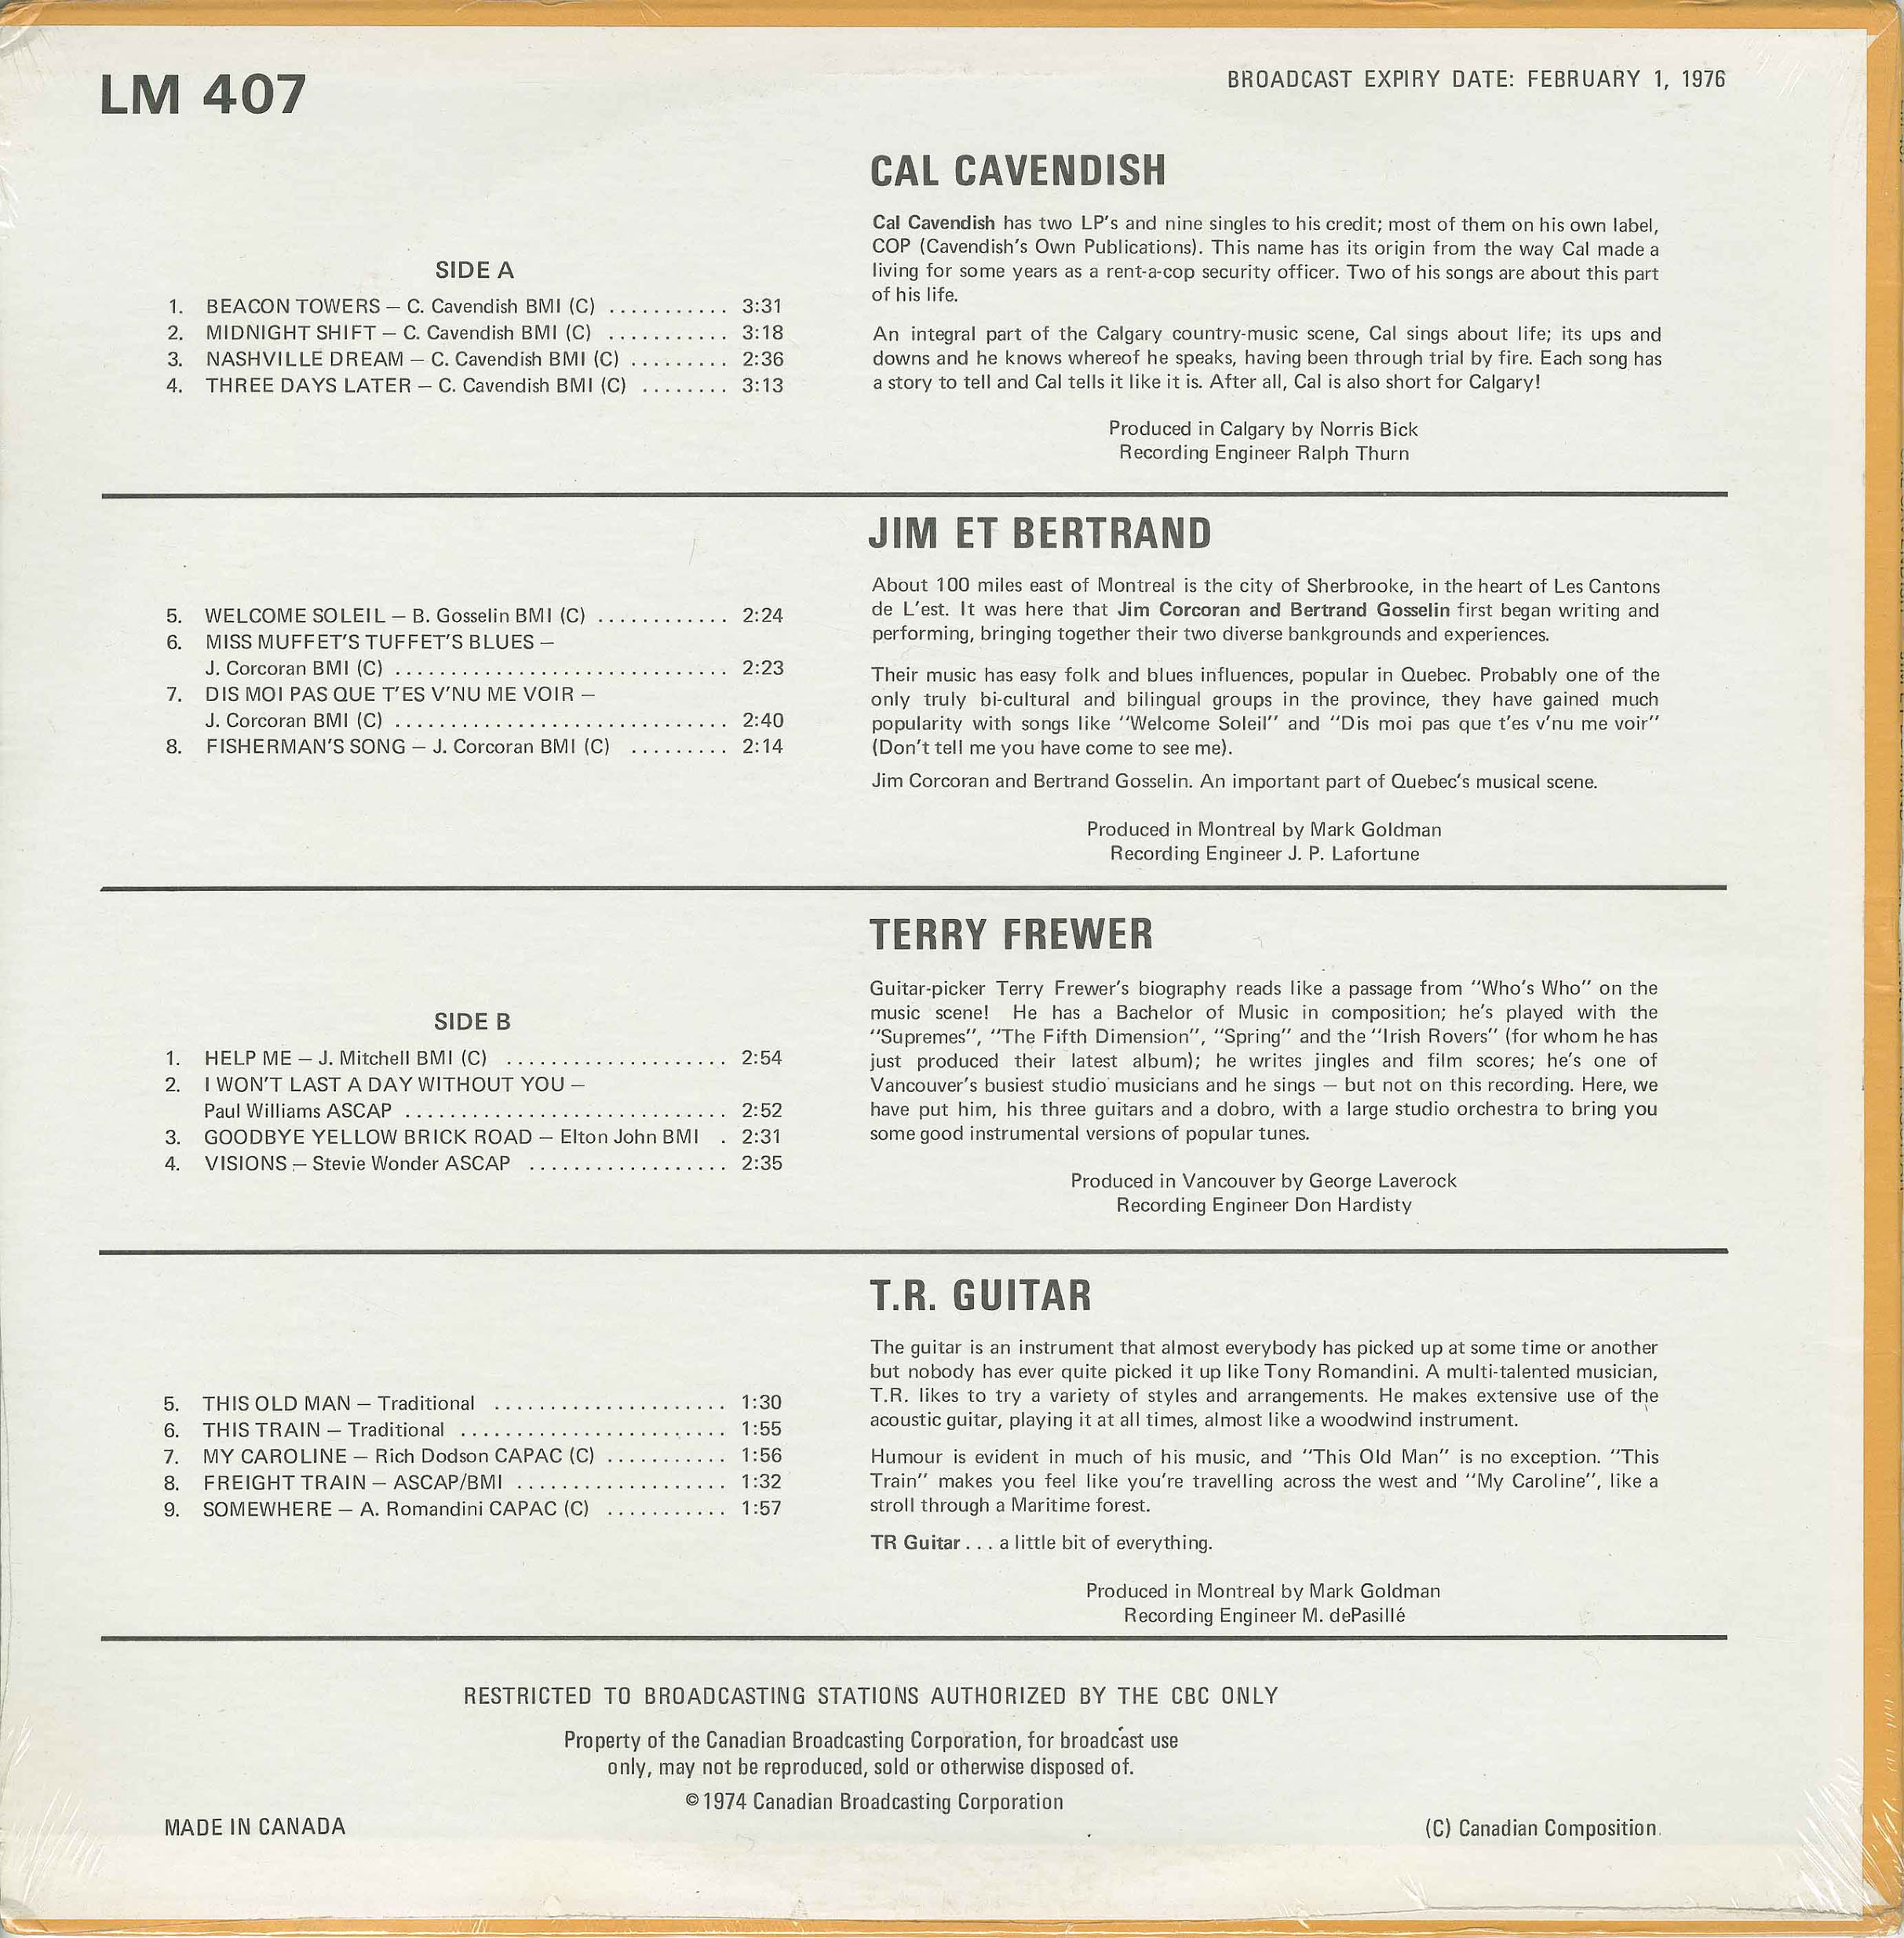 LM 407
BROADCAST EXPIRY DATE: FEBRUARY 1, 1976
SIDE A
1. BEACON TOWERS – C. Cavendish BMI (C) ........... 3:31
2. MIDNIGHT SHIFT – C. Cavendish BMI (C) ........... 3:18
3. NASHVILLE DREAM – C. Cavendish BMI (C) ......... 2:36
4. THREE DAYS LATER – C. Cavendish BMI (C) ........ 3:13
CAL CAVENDISH
Cal Cavendish has two LP's and nine singles to his credit; most of them on his own label,
COP (Cavendish's Own Publications). This name has its origin from the way Cal made a
living for some years as a rent-a-cop security officer. Two of his songs are about this part
of his life.
An integral part of the Calgary country-music scene, Cal sings about life; its ups and
downs and he knows whereof he speaks, having been through trial by fire. Each song has
a story to tell and Cal tells it like it is. After all, Cal is also short for Calgary!
Produced in Calgary by Norris Bick
Recording Engineer Ralph Thurn
5. WELCOME SOLEIL – B. Gosselin BMI (C) ............ 2:24
6. MISS MUFFET'S TUFFET'S BLUES –
J. Corcoran BMI (C) .............................. 2:23
7. DIS MOI PAS QUE T'ES V'NU ME VOIR –
J. Corcoran BMI (C) .............................. 2:40
8. FISHERMAN'S SONG – J. Corcoran BMI (C) ......... 2:14
JIM ET BERTRAND
About 100 miles east of Montreal is the city of Sherbrooke, in the heart of Les Cantons
de L'est. It was here that Jim Corcoran and Bertrand Gosselin first began writing and
performing, bringing together their two diverse bankgrounds and experiences.
Their music has easy folk and blues influences, popular in Quebec. Probably one of the
only truly bi-cultural and bilingual groups in the province, they have gained much
popularity with songs like "Welcome Soleil" and "Dis moi pas que t'es v'nu me voir"
(Don't tell me you have come to see me).
Jim Corcoran and Bertrand Gosselin. An important part of Quebec's musical scene.
Produced in Montreal by Mark Goldman
Recording Engineer J. P. Lafortune
SIDE B
1. HELP ME – J. Mitchell BMI (C) .................... 2:54
2. I WON'T LAST A DAY WITHOUT YOU –
Paul Williams ASCAP ............................. 2:52
3. GOODBYE YELLOW BRICK ROAD – Elton John BMI . 2:31
4. VISIONS – Stevie Wonder ASCAP .................. 2:35
TERRY FREWER
Guitar-picker Terry Frewer's biography reads like a passage from "Who's Who" on the
music scene! He has a Bachelor of Music in composition; he's played with the
"Supremes", "The Fifth Dimension", "Spring" and the "Irish Rovers" (for whom he has
just produced their latest album); he writes jingles and film scores; he's one of
Vancouver's busiest studio musicians and he sings – but not on this recording. Here, we
have put him, his three guitars and a dobro, with a large studio orchestra to bring you
some good instrumental versions of popular tunes.
Produced in Vancouver by George Laverock
Recording Engineer Don Hardisty
5. THIS OLD MAN – Traditional ..................... 1:30
6. THIS TRAIN – Traditional ........................ 1:55
7. MY CAROLINE – Rich Dodson CAPAC (C) ........... 1:56
8. FREIGHT TRAIN – ASCAP/BMI ................... 1:32
9. SOMEWHERE – A. Romandini CAPAC (C) ........... 1:57
T.R. GUITAR
The guitar is an instrument that almost everybody has picked up at some time or another
but nobody has ever quite picked it up like Tony Romandini. A multi-talented musician,
T.R. likes to try a variety of styles and arrangements. He makes extensive use of the
acoustic guitar, playing it at all times, almost like a woodwind instrument.
Humour is evident in much of his music, and "This Old Man" is no exception. "This
Train" makes you feel like you're travelling across the west and "My Caroline", like a
stroll through a Maritime forest.
TR Guitar . . . a little bit of everything.
Produced in Montreal by Mark Goldman
Recording Engineer M. dePasillé
RESTRICTED TO BROADCASTING STATIONS AUTHORIZED BY THE CBC ONLY
Property of the Canadian Broadcasting Corporation, for broadcast use
only, may not be reproduced, sold or otherwise disposed of.
©1974 Canadian Broadcasting Corporation
MADE IN CANADA
(C) Canadian Composition.